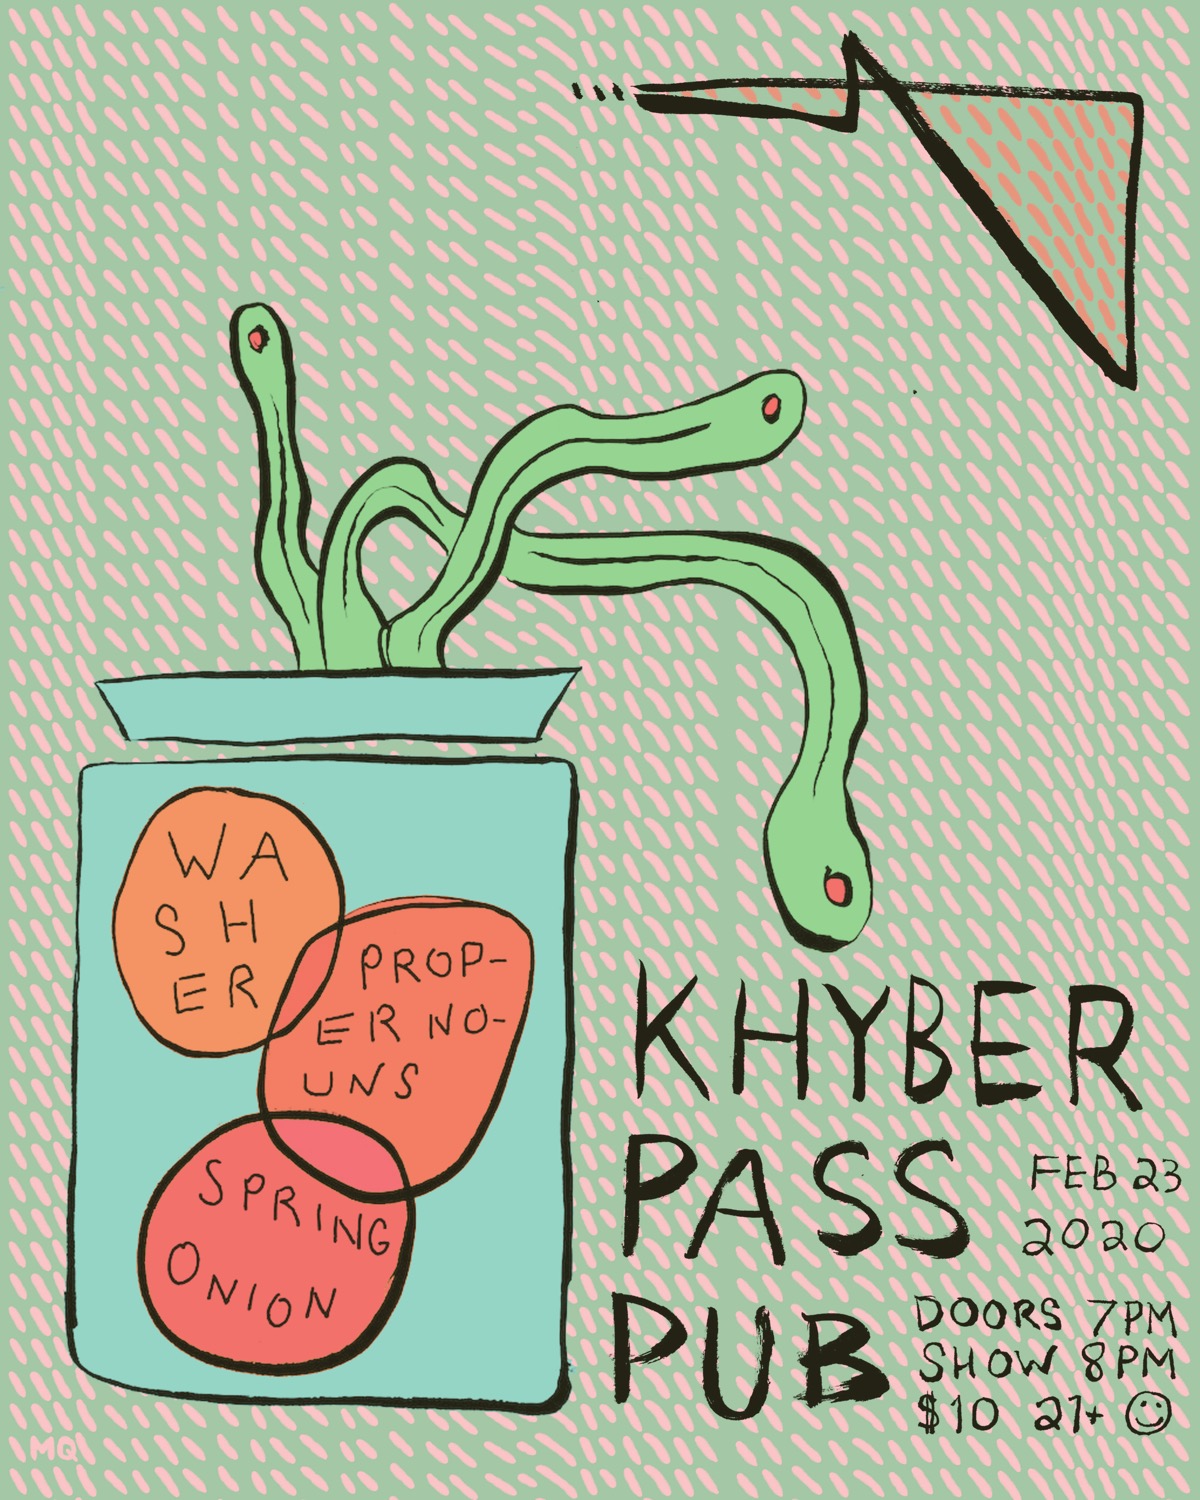 WA
SH
ER
PROP-
ER NO-
UNS
SPRING
ONION
KHYBER
PASS
PUB
FEB 23
2020
DOORS 7PM
SHOW 8PM
$10 21+ ☺
MQ